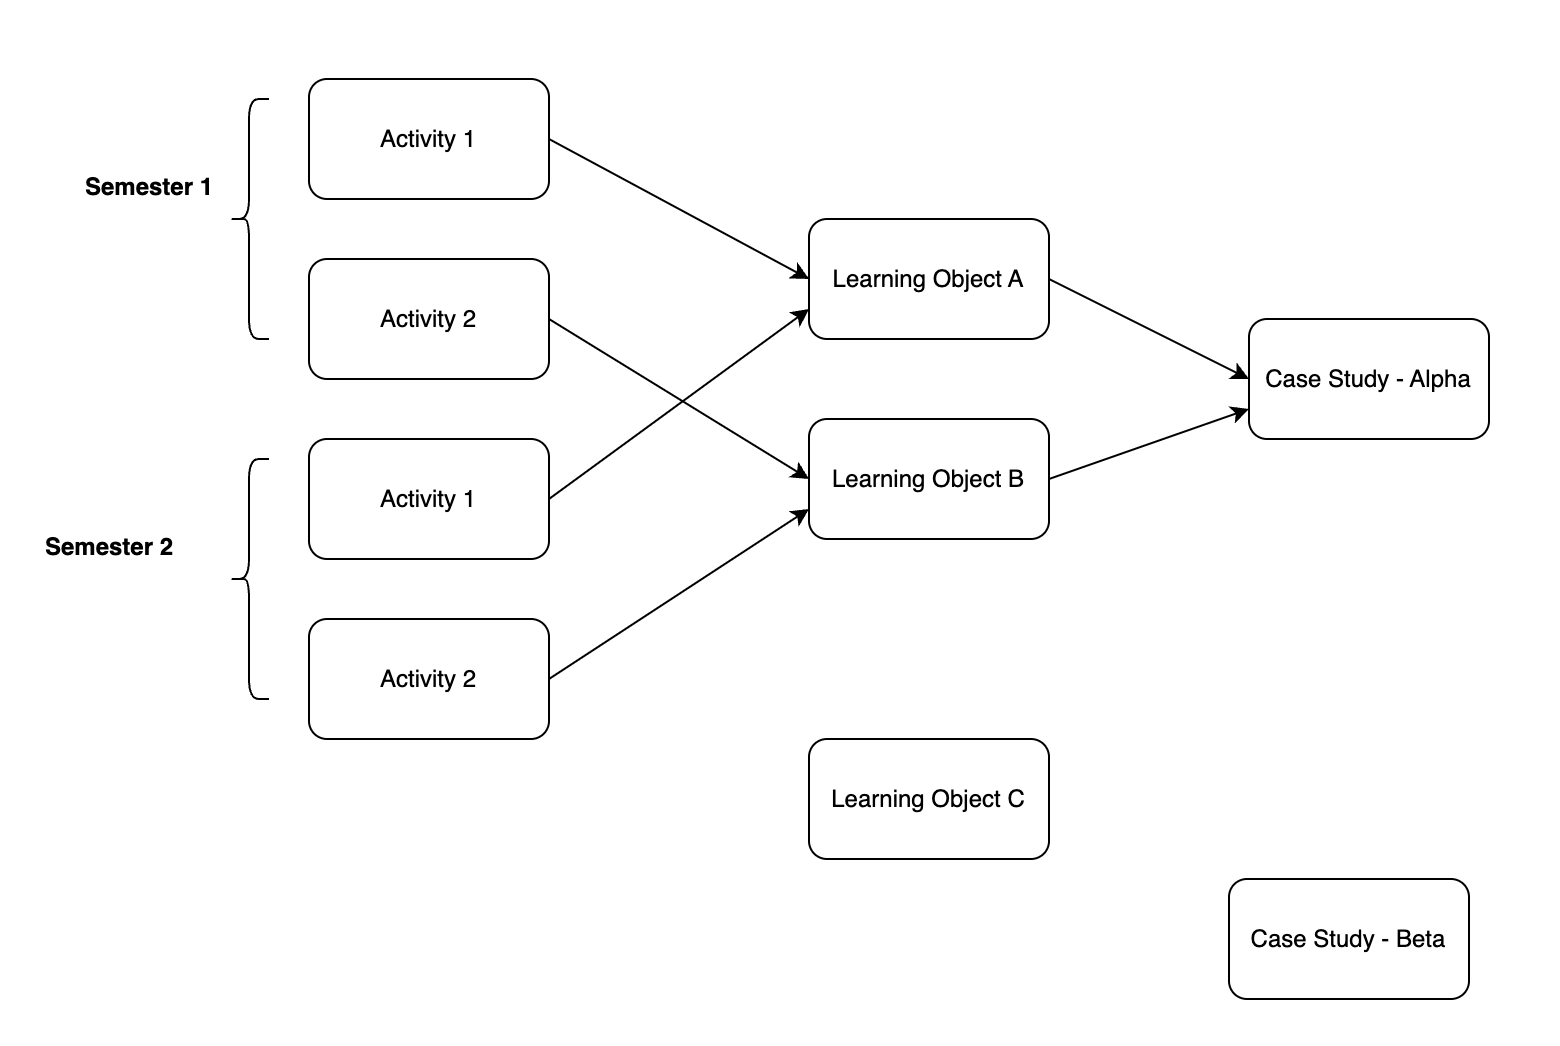 Semester 1
Activity 1
Activity 2
Semester 2
Activity 1
Activity 2
Learning Object A
Learning Object B
Learning Object C
Case Study - Alpha
Case Study - Beta